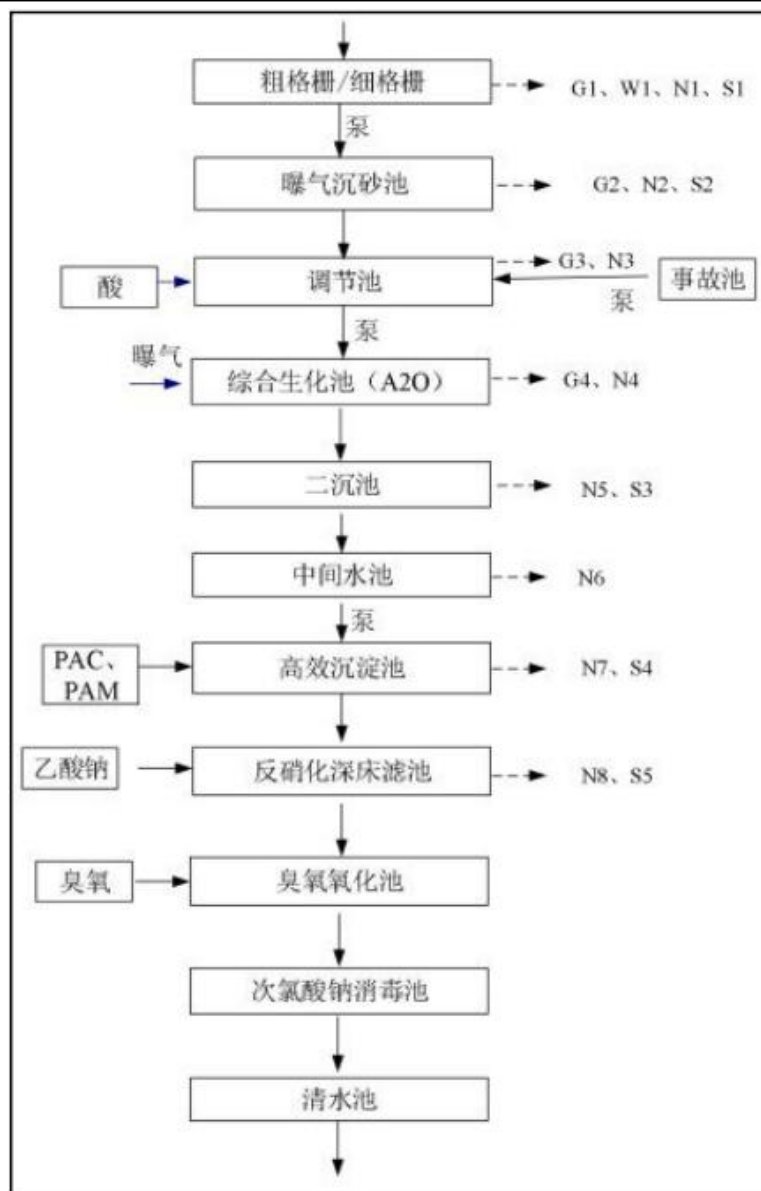 粗格栅/细格栅
G1、W1、N1、S1
泵
曝气沉砂池
G2、N2、S2
酸
调节池
G3、N3
泵
事故池
泵
曝气
综合生化池（A2O）
G4、N4
二沉池
N5、S3
中间水池
N6
泵
PAC、
PAM
高效沉淀池
N7、S4
乙酸钠
反硝化深床滤池
N8、S5
臭氧
臭氧氧化池
次氯酸钠消毒池
清水池